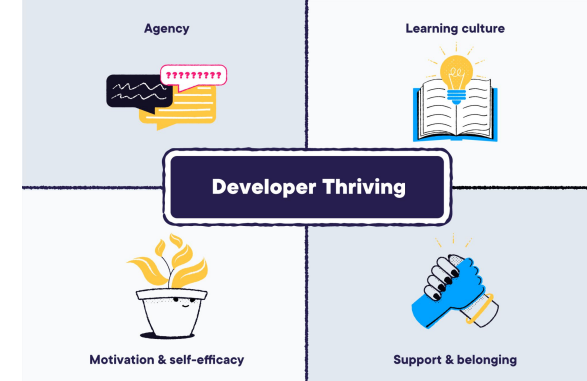 Agency
Learning culture
?????????
Developer Thriving
Motivation & self-efficacy
Support & belonging